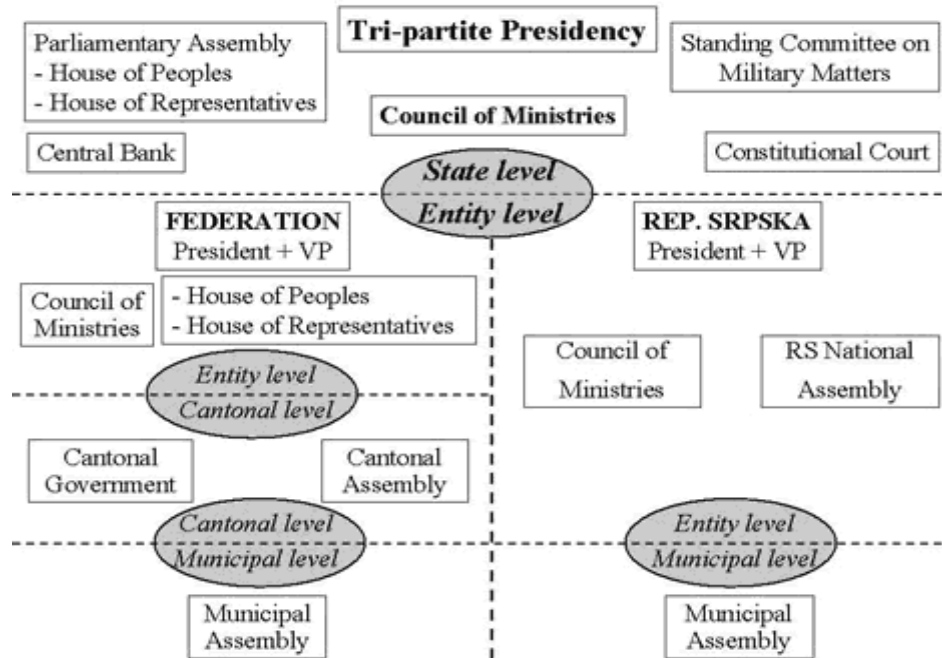 Tri-partite Presidency
Parliamentary Assembly
- House of Peoples
- House of Representatives
Standing Committee on
Military Matters
Council of Ministries
Central Bank
Constitutional Court
State level
Entity level
FEDERATION
President + VP
REP. SRPSKA
President + VP
Council of
Ministries
- House of Peoples
- House of Representatives
Council of
Ministries
RS National
Assembly
Entity level
Cantonal level
Cantonal
Government
Cantonal
Assembly
Cantonal level
Municipal level
Entity level
Municipal level
Municipal
Assembly
Municipal
Assembly